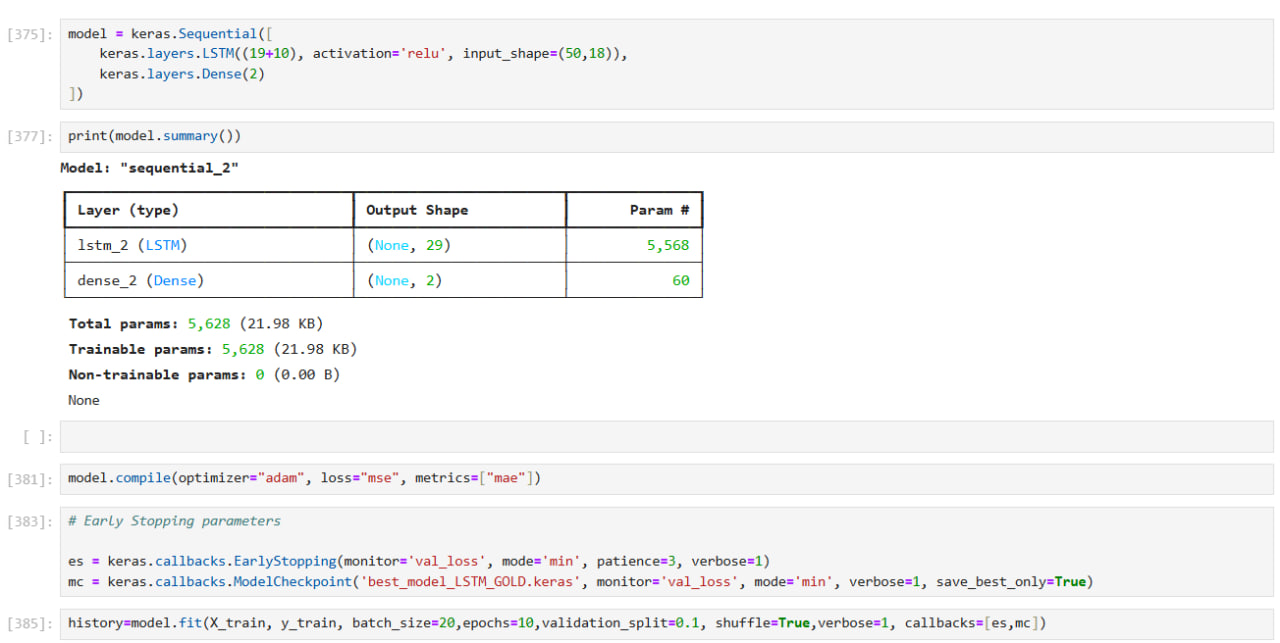 [375]: model = keras.Sequential([
    keras.layers.LSTM((19+10), activation='relu', input_shape=(50,18)),
    keras.layers.Dense(2)
])
[377]: print(model.summary())
Model: "sequential_2"
Layer (type) Output Shape Param #
lstm_2 (LSTM) (None, 29) 5,568
dense_2 (Dense) (None, 2) 60
Total params: 5,628 (21.98 KB)
Trainable params: 5,628 (21.98 KB)
Non-trainable params: 0 (0.00 B)
None
[ ]:
[381]: model.compile(optimizer="adam", loss="mse", metrics=["mae"])
[383]: # Early Stopping parameters
es = keras.callbacks.EarlyStopping(monitor='val_loss', mode='min', patience=3, verbose=1)
mc = keras.callbacks.ModelCheckpoint('best_model_LSTM_GOLD.keras', monitor='val_loss', mode='min', verbose=1, save_best_only=True)
[385]: history=model.fit(X_train, y_train, batch_size=20,epochs=10,validation_split=0.1, shuffle=True,verbose=1, callbacks=[es,mc])